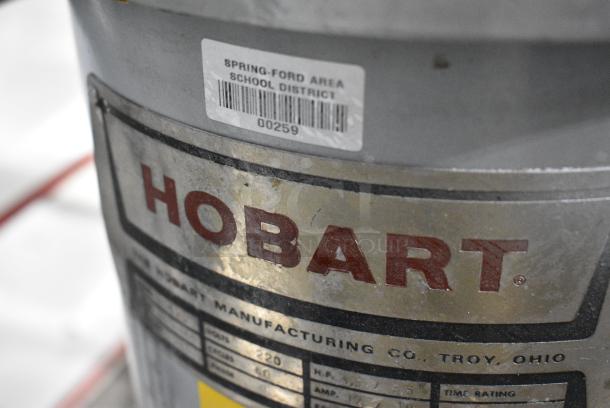 SPRING-FORD AREA
SCHOOL DISTRICT
00259
HOBART®
THE HOBART MANUFACTURING CO., TROY, OHIO
VOLTS 220 H.P.
CYCLES 60 AMP. TIME RATING
PHASE